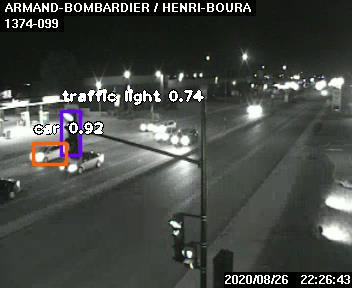 ARMAND-BOMBARDIER / HENRI-BOURA
1374-099
traffic light 0.74
car 0.92
2020/08/26 22:26:43